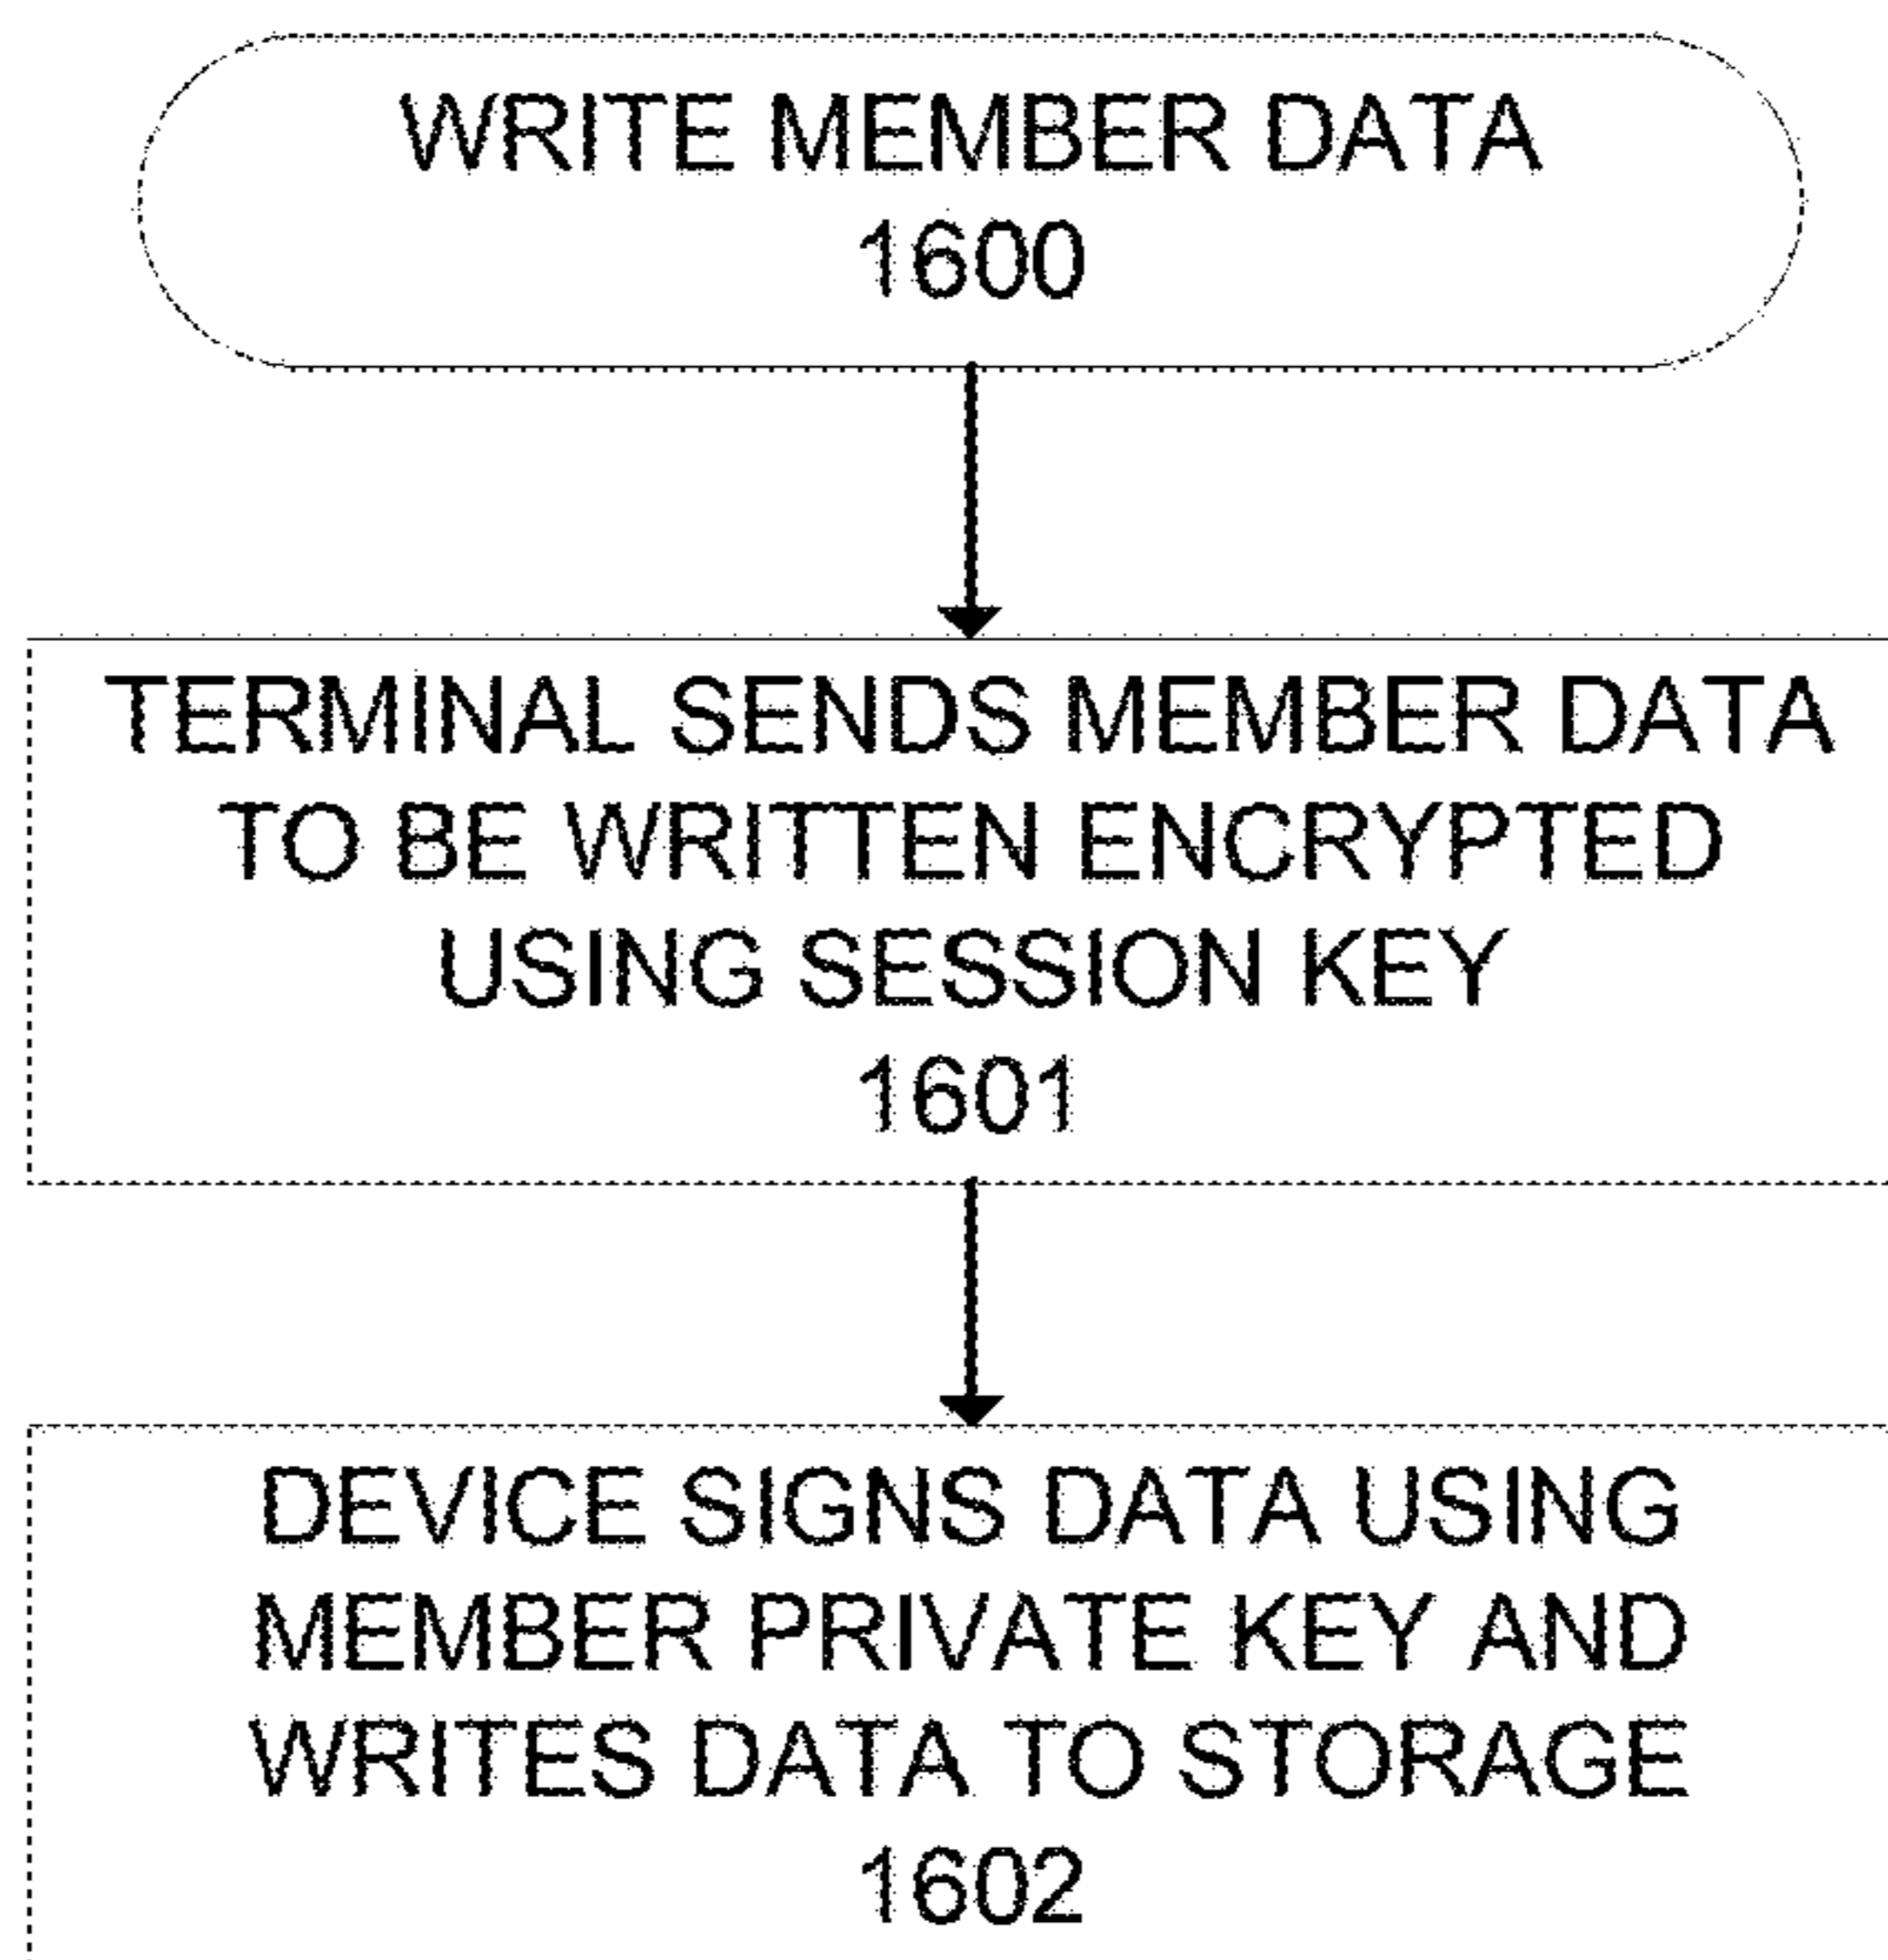 WRITE MEMBER DATA
1600
TERMINAL SENDS MEMBER DATA
TO BE WRITTEN ENCRYPTED
USING SESSION KEY
1601
DEVICE SIGNS DATA USING
MEMBER PRIVATE KEY AND
WRITES DATA TO STORAGE
1602